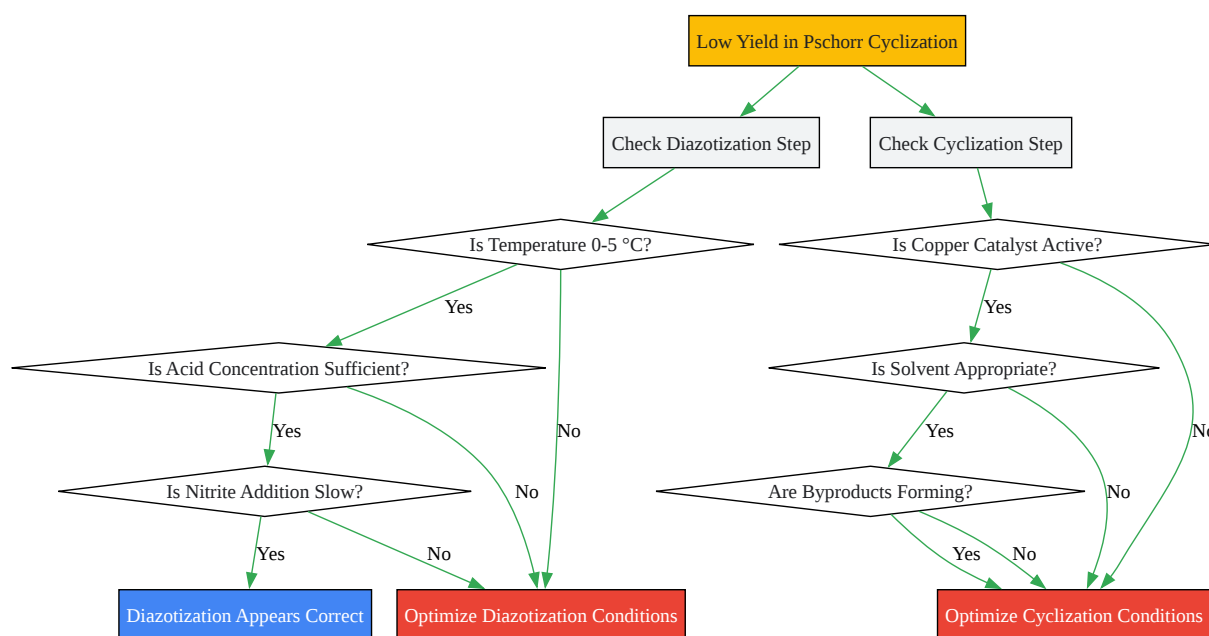 Low Yield in Pschorr Cyclization
Check Diazotization Step
Check Cyclization Step
Is Temperature 0-5 °C?
Is Copper Catalyst Active?
Yes
Yes
Is Acid Concentration Sufficient?
Is Solvent Appropriate?
Yes
No
Yes
No
Is Nitrite Addition Slow?
Are Byproducts Forming?
No
No
Yes
No
Yes
No
Diazotization Appears Correct
Optimize Diazotization Conditions
Optimize Cyclization Conditions